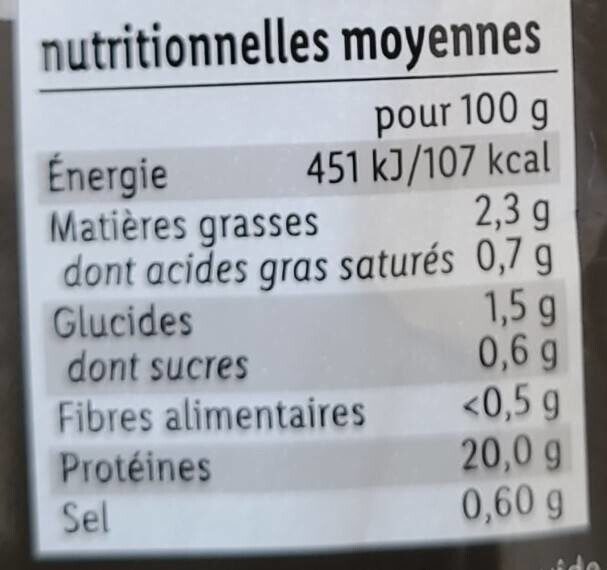 nutritionnelles moyennes
pour 100 g
Énergie 451 kJ/107 kcal
Matières grasses 2,3 g
dont acides gras saturés 0,7 g
Glucides 1,5 g
dont sucres 0,6 g
Fibres alimentaires <0,5 g
Protéines 20,0 g
Sel 0,60 g